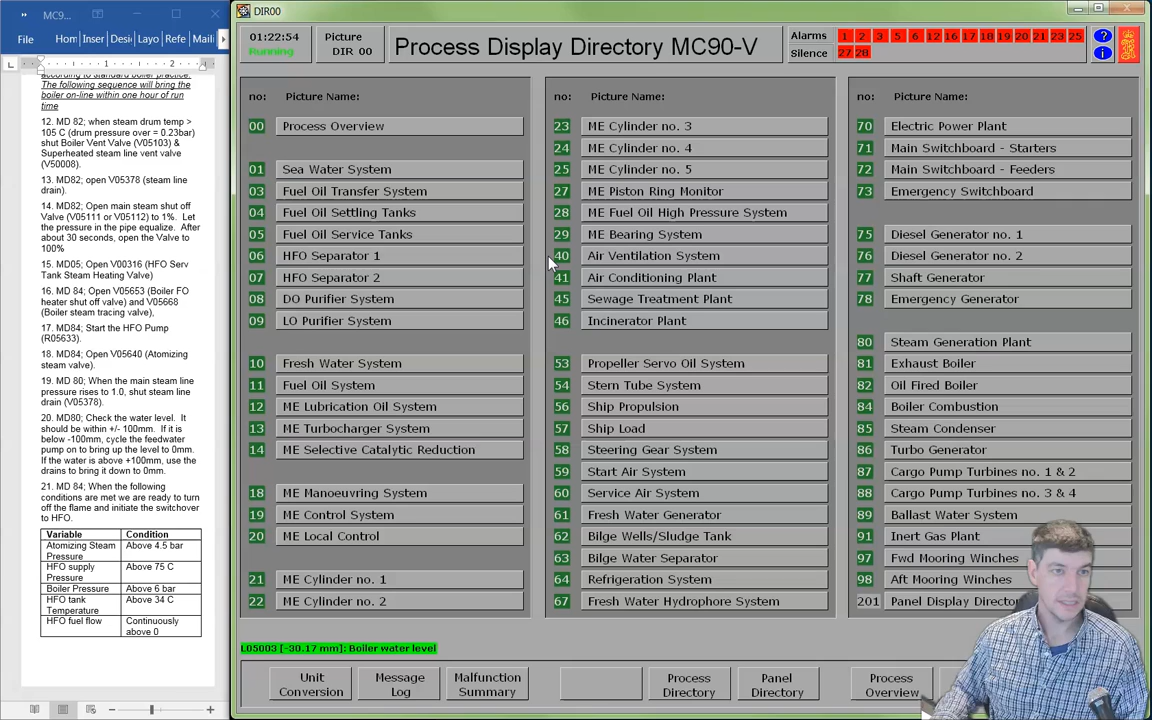 MC9...
File
Hom
Inser
Desi
Layo
Refe
Maili
according to standard boiler practice.
The following sequence will bring the
boiler on-line within one hour of run
time
12. MD 82; when steam drum temp >
105 C (drum pressure over = 0.23bar)
shut Boiler Vent Valve (V05103) &
Superheated steam line vent valve
(V50008).
13. MD82; open V05378 (steam line
drain).
14. MD82; Open main steam shut off
Valve (V05111 or V05112) to 1%. Let
the pressure in the pipe equalize. After
about 30 seconds, open the Valve to
100%
15. MD05; Open V00316 (HFO Serv
Tank Steam Heating Valve)
16. MD 84; Open V05653 (Boiler FO
heater shut off valve) and V05668
(Boiler steam tracing valve),
17. MD84; Start the HFO Pump
(R05633).
18. MD84; Open V05640 (Atomizing
steam valve).
19. MD 80; When the main steam line
pressure rises to 1.0, shut steam line
drain (V05378).
20. MD80; Check the water level. It
should be within +/- 100mm. If it is
below -100mm, cycle the feedwater
pump on to bring up the level to 0mm.
If the water is above +100mm, use the
drains to bring it down to 0mm.
21. MD 84; When the following
conditions are met we are ready to turn
off the flame and initiate the switchover
to HFO.
Variable Condition
Atomizing Steam Above 4.5 bar
Pressure
HFO supply Above 75 C
Pressure
Boiler Pressure Above 6 bar
HFO tank Above 34 C
Temperature
HFO fuel flow Continuously
above 0
DIR00
01:22:54
Running
Picture
DIR 00
Process Display Directory MC90-V
Alarms 1 2 3 5 6 12 16 17 18 19 20 23 25
Silence 27 28
?
i
no: Picture Name:
00 Process Overview
01 Sea Water System
03 Fuel Oil Transfer System
04 Fuel Oil Settling Tanks
05 Fuel Oil Service Tanks
06 HFO Separator 1
07 HFO Separator 2
08 DO Purifier System
09 LO Purifier System
10 Fresh Water System
11 Fuel Oil System
12 ME Lubrication Oil System
13 ME Turbocharger System
14 ME Selective Catalytic Reduction
18 ME Manoeuvring System
19 ME Control System
20 ME Local Control
21 ME Cylinder no. 1
22 ME Cylinder no. 2
no: Picture Name:
23 ME Cylinder no. 3
24 ME Cylinder no. 4
25 ME Cylinder no. 5
27 ME Piston Ring Monitor
28 ME Fuel Oil High Pressure System
29 ME Bearing System
40 Air Ventilation System
41 Air Conditioning Plant
45 Sewage Treatment Plant
46 Incinerator Plant
53 Propeller Servo Oil System
54 Stern Tube System
56 Ship Propulsion
57 Ship Load
58 Steering Gear System
59 Start Air System
60 Service Air System
61 Fresh Water Generator
62 Bilge Wells/Sludge Tank
63 Bilge Water Separator
64 Refrigeration System
67 Fresh Water Hydrophore System
no: Picture Name:
70 Electric Power Plant
71 Main Switchboard - Starters
72 Main Switchboard - Feeders
73 Emergency Switchboard
75 Diesel Generator no. 1
76 Diesel Generator no. 2
77 Shaft Generator
78 Emergency Generator
80 Steam Generation Plant
81 Exhaust Boiler
82 Oil Fired Boiler
84 Boiler Combustion
85 Steam Condenser
86 Turbo Generator
87 Cargo Pump Turbines no. 1 & 2
88 Cargo Pump Turbines no. 3 & 4
89 Ballast Water System
91 Inert Gas Plant
97 Fwd Mooring Winches
98 Aft Mooring Winches
201 Panel Display Directo
L05003 [-30.17 mm]: Boiler water level
Unit
Conversion
Message
Log
Malfunction
Summary
Process
Directory
Panel
Directory
Process
Overview